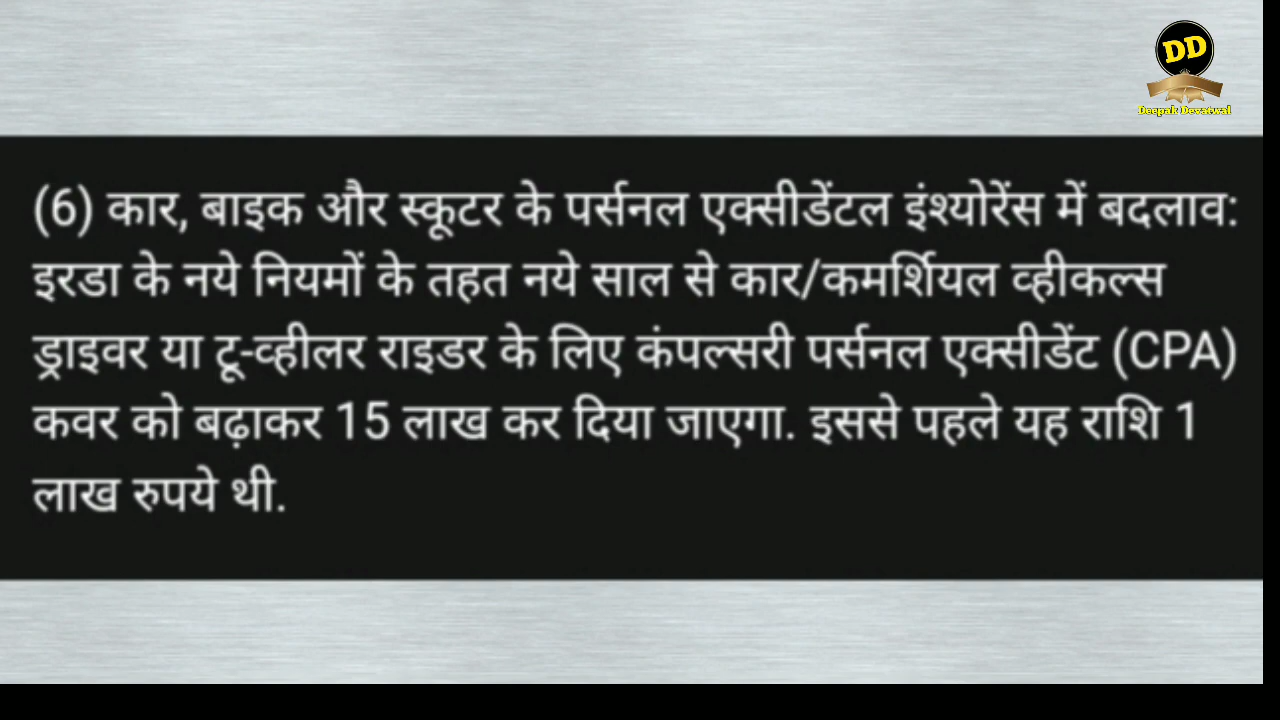 DD
Deepak Devatwal
(6) कार, बाइक और स्कूटर के पर्सनल एक्सीडेंटल इंश्योरेंस में बदलाव:
इरडा के नये नियमों के तहत नये साल से कार/कमर्शियल व्हीकल्स
ड्राइवर या टू-व्हीलर राइडर के लिए कंपल्सरी पर्सनल एक्सीडेंट (CPA)
कवर को बढ़ाकर 15 लाख कर दिया जाएगा. इससे पहले यह राशि 1
लाख रुपये थी.